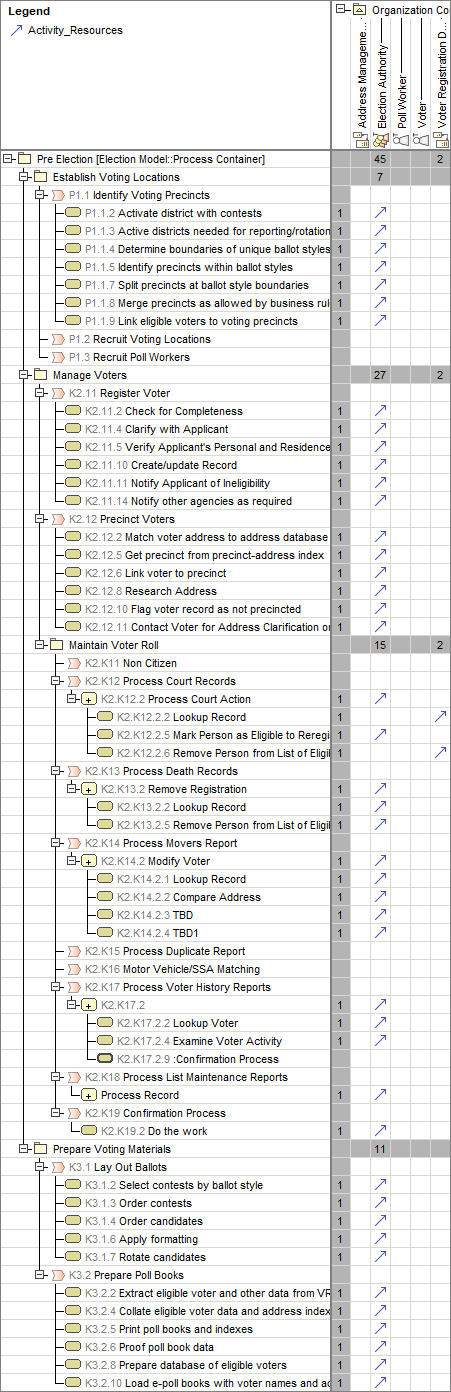 Legend
Activity_Resources
Organization Co
Address Manageme...
Election Authority
Poll Worker
Voter
Voter Registration D...
Pre Election [Election Model::Process Container] 45 2
Establish Voting Locations 7
P1.1 Identify Voting Precincts
P1.1.2 Activate district with contests 1
P1.1.3 Active districts needed for reporting/rotation 1
P1.1.4 Determine boundaries of unique ballot styles 1
P1.1.5 Identify precincts within ballot styles 1
P1.1.7 Split precincts at ballot style boundaries 1
P1.1.8 Merge precincts as allowed by business rul 1
P1.1.9 Link eligible voters to voting precincts 1
P1.2 Recruit Voting Locations
P1.3 Recruit Poll Workers
Manage Voters 27 2
K2.11 Register Voter
K2.11.2 Check for Completeness 1
K2.11.4 Clarify with Applicant 1
K2.11.5 Verify Applicant's Personal and Residence 1
K2.11.10 Create/update Record 1
K2.11.11 Notify Applicant of Ineligibility 1
K2.11.14 Notify other agencies as required 1
K2.12 Precinct Voters
K2.12.2 Match voter address to address database 1
K2.12.5 Get precinct from precinct-address index 1
K2.12.6 Link voter to precinct 1
K2.12.8 Research Address 1
K2.12.10 Flag voter record as not precincted 1
K2.12.11 Contact Voter for Address Clarification or 1
Maintain Voter Roll 15 2
K2.K11 Non Citizen
K2.K12 Process Court Records
K2.K12.2 Process Court Action 1
K2.K12.2.2 Lookup Record 1
K2.K12.2.5 Mark Person as Eligible to Reregi 1
K2.K12.2.6 Remove Person from List of Eligil 1
K2.K13 Process Death Records
K2.K13.2 Remove Registration 1
K2.K13.2.2 Lookup Record 1
K2.K13.2.5 Remove Person from List of Eligil 1
K2.K14 Process Movers Report
K2.K14.2 Modify Voter 1
K2.K14.2.1 Lookup Record 1
K2.K14.2.2 Compare Address 1
K2.K14.2.3 TBD 1
K2.K14.2.4 TBD1 1
K2.K15 Process Duplicate Report
K2.K16 Motor Vehicle/SSA Matching
K2.K17 Process Voter History Reports
K2.K17.2 1
K2.K17.2.2 Lookup Voter 1
K2.K17.2.4 Examine Voter Activity 1
K2.K17.2.9 :Confirmation Process 1
K2.K18 Process List Maintenance Reports
Process Record 1
K2.K19 Confirmation Process
K2.K19.2 Do the work 1
Prepare Voting Materials 11
K3.1 Lay Out Ballots
K3.1.2 Select contests by ballot style 1
K3.1.3 Order contests 1
K3.1.4 Order candidates 1
K3.1.6 Apply formatting 1
K3.1.7 Rotate candidates 1
K3.2 Prepare Poll Books
K3.2.2 Extract eligible voter and other data from VR 1
K3.2.4 Collate eligible voter data and address index 1
K3.2.5 Print poll books and indexes 1
K3.2.6 Proof poll book data 1
K3.2.8 Prepare database of eligible voters 1
K3.2.10 Load e-poll books with voter names and ac 1